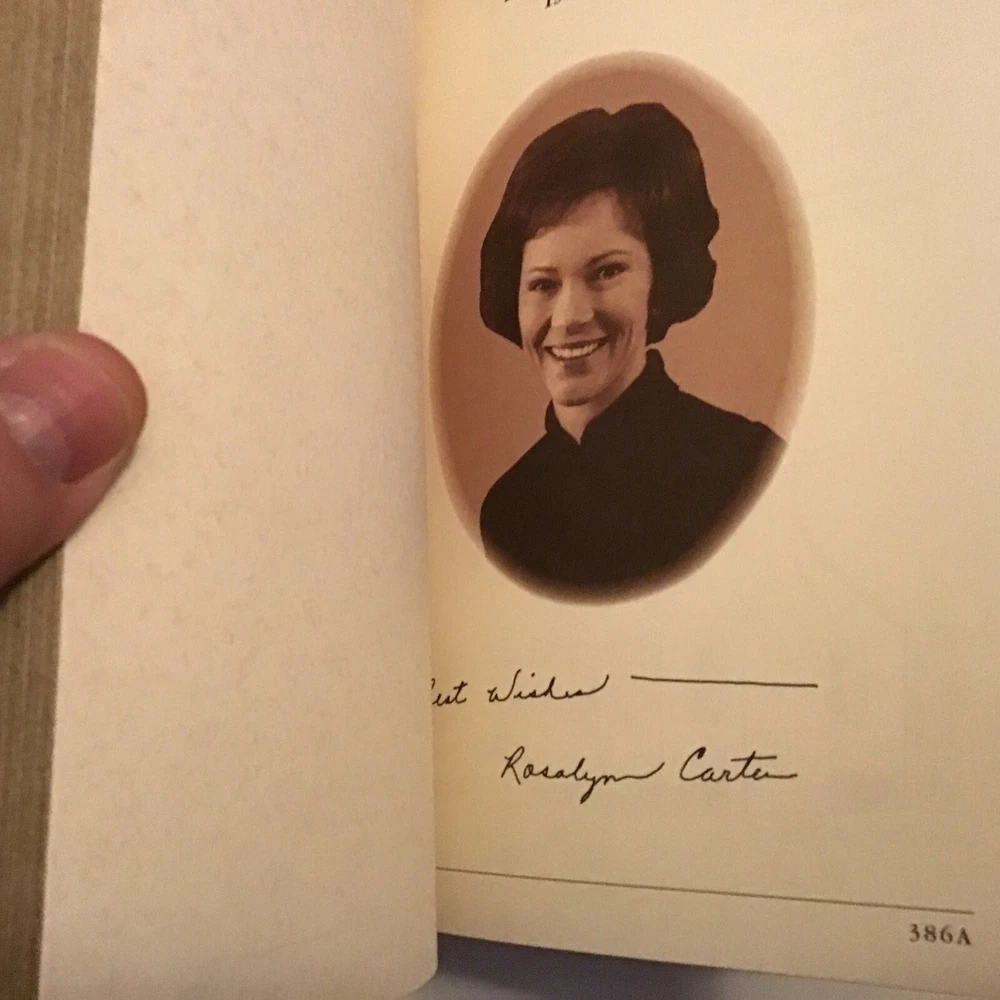 est Wishes
Rosalynn Carter
386A